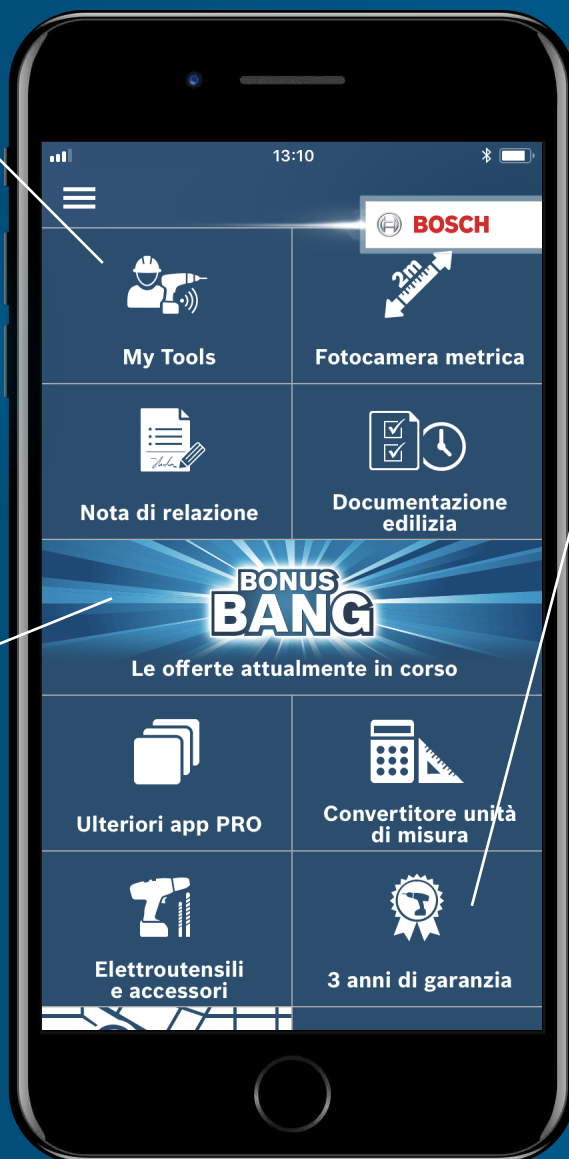 13:10
BOSCH
2m
My Tools
Fotocamera metrica
Nota di relazione
Documentazione
edilizia
BONUS
BANG
Le offerte attualmente in corso
Ulteriori app PRO
Convertitore unità
di misura
Elettroutensili
e accessori
3 anni di garanzia